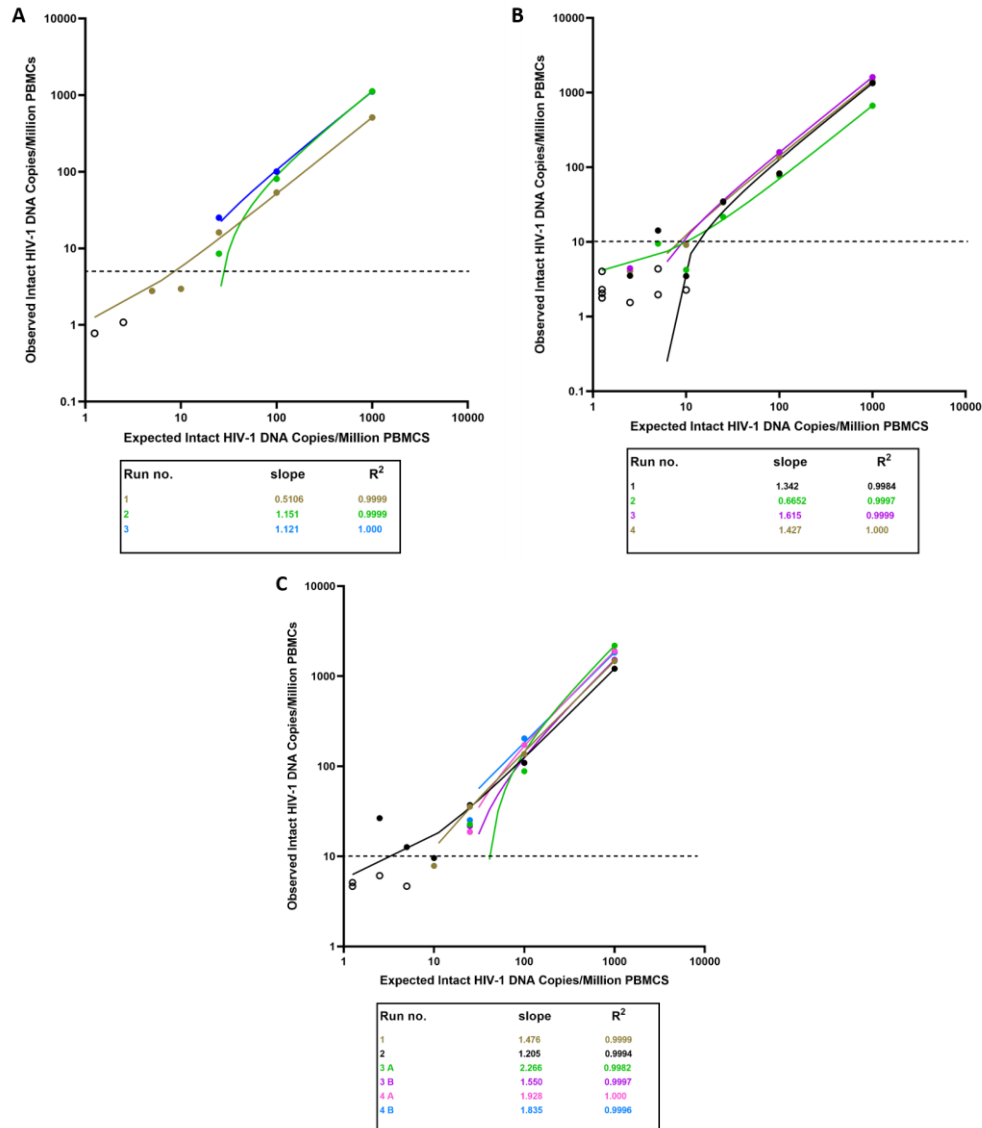 A
10000
1000
100
10
1
0.1
Observed Intact HIV-1 DNA Copies/Million PBMCs
1 10 100 1000 10000
Expected Intact HIV-1 DNA Copies/Million PBMCS
Run no. slope R²
1 0.5106 0.9999
2 1.151 0.9999
3 1.121 1.000
B
10000
1000
100
10
1
0.1
Observed Intact HIV-1 DNA Copies/Million PBMCs
1 10 100 1000 10000
Expected Intact HIV-1 DNA Copies/Million PBMCS
Run no. slope R²
1 1.342 0.9984
2 0.6652 0.9997
3 1.615 0.9999
4 1.427 1.000
C
10000
1000
100
10
1
Observed Intact HIV-1 DNA Copies/Million PBMCs
1 10 100 1000 10000
Expected Intact HIV-1 DNA Copies/Million PBMCS
Run no. slope R²
1 1.476 0.9999
2 1.205 0.9994
3 A 2.266 0.9982
3 B 1.550 0.9997
4 A 1.928 1.000
4 B 1.835 0.9996